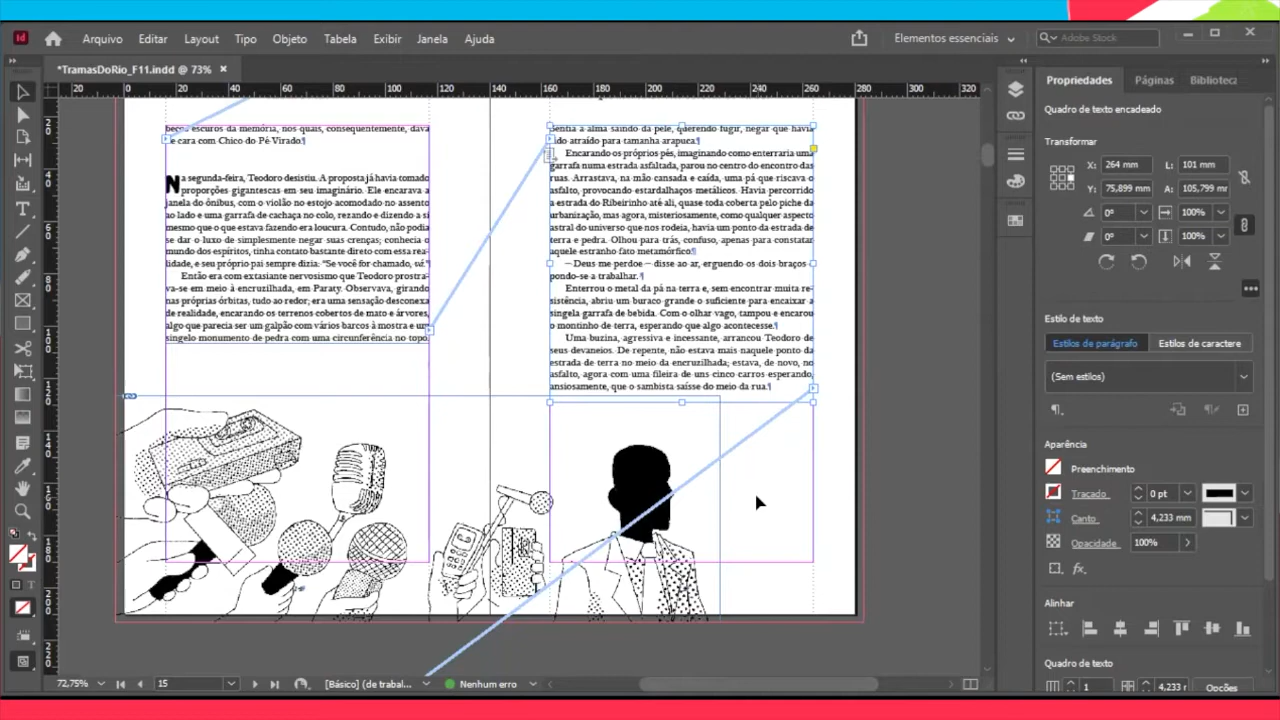 Arquivo Editar Layout Tipo Objeto Tabela Exibir Janela Ajuda
Elementos essenciais
Adobe Stock
*TramasDoRio_F11.indd @ 73% ×
20 0 20 40 60 80 100 120 140 160 180 200 220 240 260 280 300 320
becos escuros da memória, nos quais, consequentemente, dava
e cara com Chico do Pé-Virado.
Na segunda-feira, Teodoro desistiu. A proposta já havia tomado
proporções gigantescas em seu imaginário. Ele encarava a
janela do ônibus, com o violão no estojo acomodado no assento
ao lado e uma garrafa de cachaça no colo, rezando e dizendo a si
mesmo que o que estava fazendo era loucura. Contudo, não podia
se dar o luxo de simplesmente negar suas crenças; conhecia o
mundo dos espíritos, tinha contato bastante direto com essa rea-
lidade, e seu próprio pai sempre dizia: "Se você for chamado, vá."
Então era com extasiante nervosismo que Teodoro prostra-
va-se em meio à encruzilhada, em Paraty. Observava, girando
nas próprias órbitas, tudo ao redor; era uma sensação desconexa
de realidade, encarando os terrenos cobertos de mato e árvores,
algo que parecia ser um galpão com vários barcos à mostra e um
singelo monumento de pedra com uma circunferência no topo.
Sentia a alma saindo da pele, querendo fugir, negar que havia
sido atraído para tamanha arapuca.
Encarando os próprios pés, imaginando como enterraria uma
garrafa numa estrada asfaltada, parou no centro do encontro das
ruas. Arrastava, na mão cansada e caída, uma pá que riscava o
asfalto, provocando estardalhaços metálicos. Havia percorrido
a estrada do Ribeirinho até ali, quase toda coberta pelo piche da
urbanização, mas agora, misteriosamente, como qualquer aspecto
astral do universo que nos rodeia, havia um ponto da estrada de
terra e pedra. Olhou para trás, confuso, apenas para constatar
aquele estranho fato metamórfico.
— Deus me perdoe — disse ao ar, erguendo os dois braços
pondo-se a trabalhar.
Enterrou o metal da pá na terra e, sem encontrar muita re-
sistência, abriu um buraco grande o suficiente para encaixar a
singela garrafa de bebida. Com o olhar vago, tampou e encarou
o montinho de terra, esperando que algo acontecesse.
Uma buzina, agressiva e incessante, arrancou Teodoro de
seus devaneios. De repente, não estava mais naquele ponto da
estrada de terra no meio da encruzilhada; estava, de novo, no
asfalto, agora com uma fileira de uns cinco carros esperando,
ansiosamente, que o sambista saísse do meio da rua.
Propriedades Páginas Bibliotec
Quadro de texto encadeado
Transformar
X: 264 mm L: 101 mm
Y: 75,899 mm A: 105,799 m
0° 100%
0° 100%
Estilo de texto
Estilos de parágrafo Estilos de caractere
(Sem estilos)
Aparência
Preenchimento
Traçado 0 pt
Canto 4,233 mm
Opacidade 100%
fx.
Alinhar
Quadro de texto
1 4,233 r
Opções
72,75% 15 [Básico] (de trabal... Nenhum erro